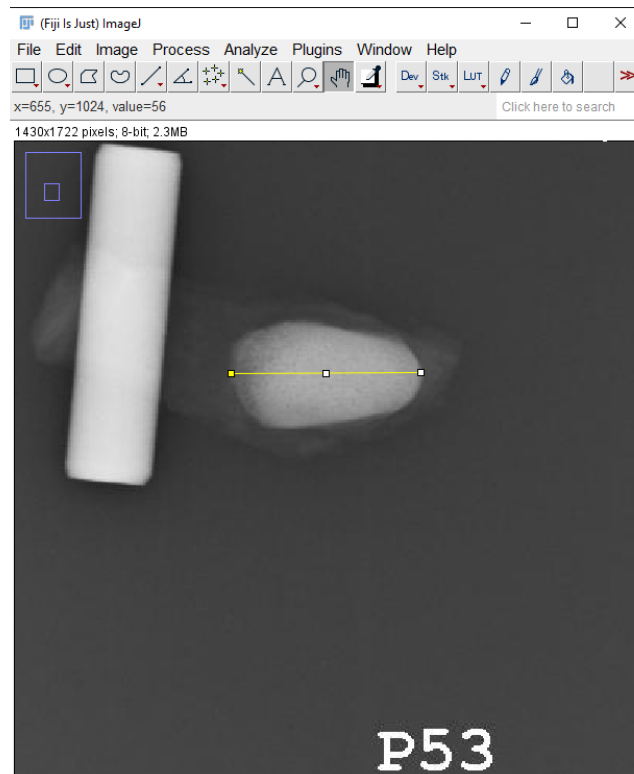 (Fiji Is Just) ImageJ
File Edit Image Process Analyze Plugins Window Help
A Dev Stk LUT >>
x=655, y=1024, value=56 Click here to search
1430x1722 pixels; 8-bit; 2.3MB
P53